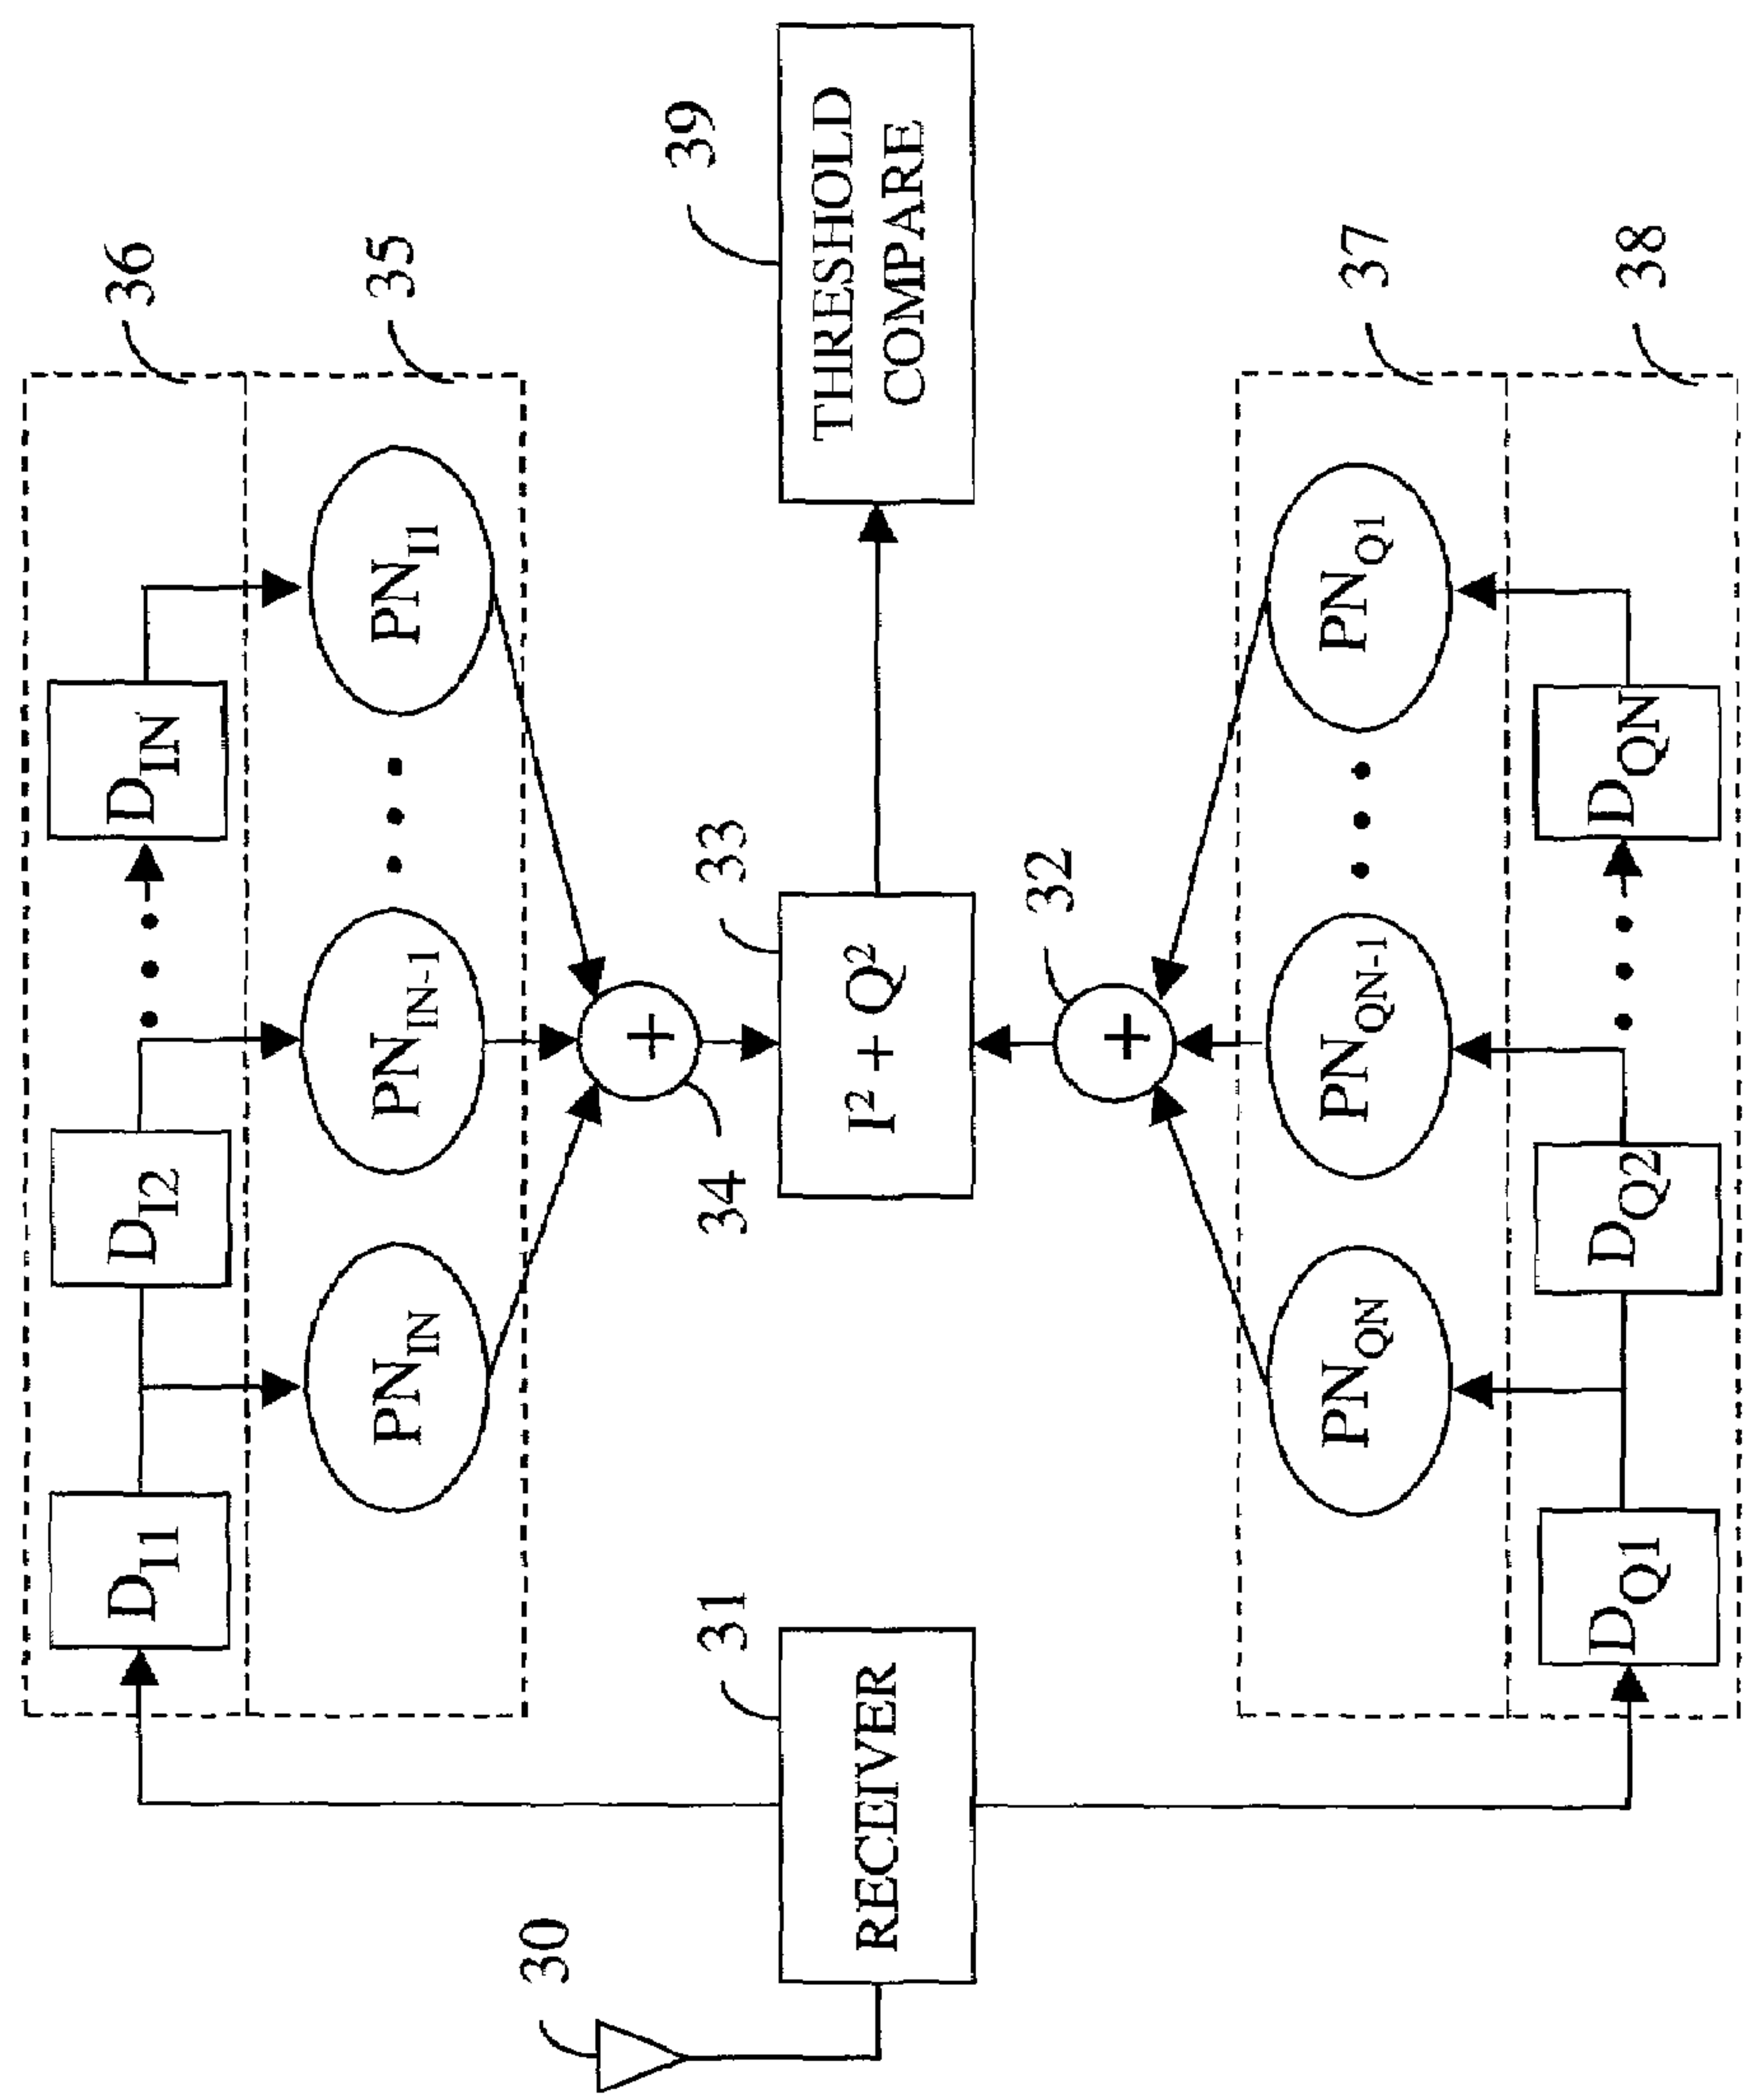 36
D_I1
D_I2
D_IN
35
PN_IN
PN_IN-1
PN_I1
34
+
30
31
RECEIVER
33
I² + Q²
39
THRESHOLD
COMPARE
32
+
37
PN_QN
PN_QN-1
PN_Q1
38
D_Q1
D_Q2
D_QN